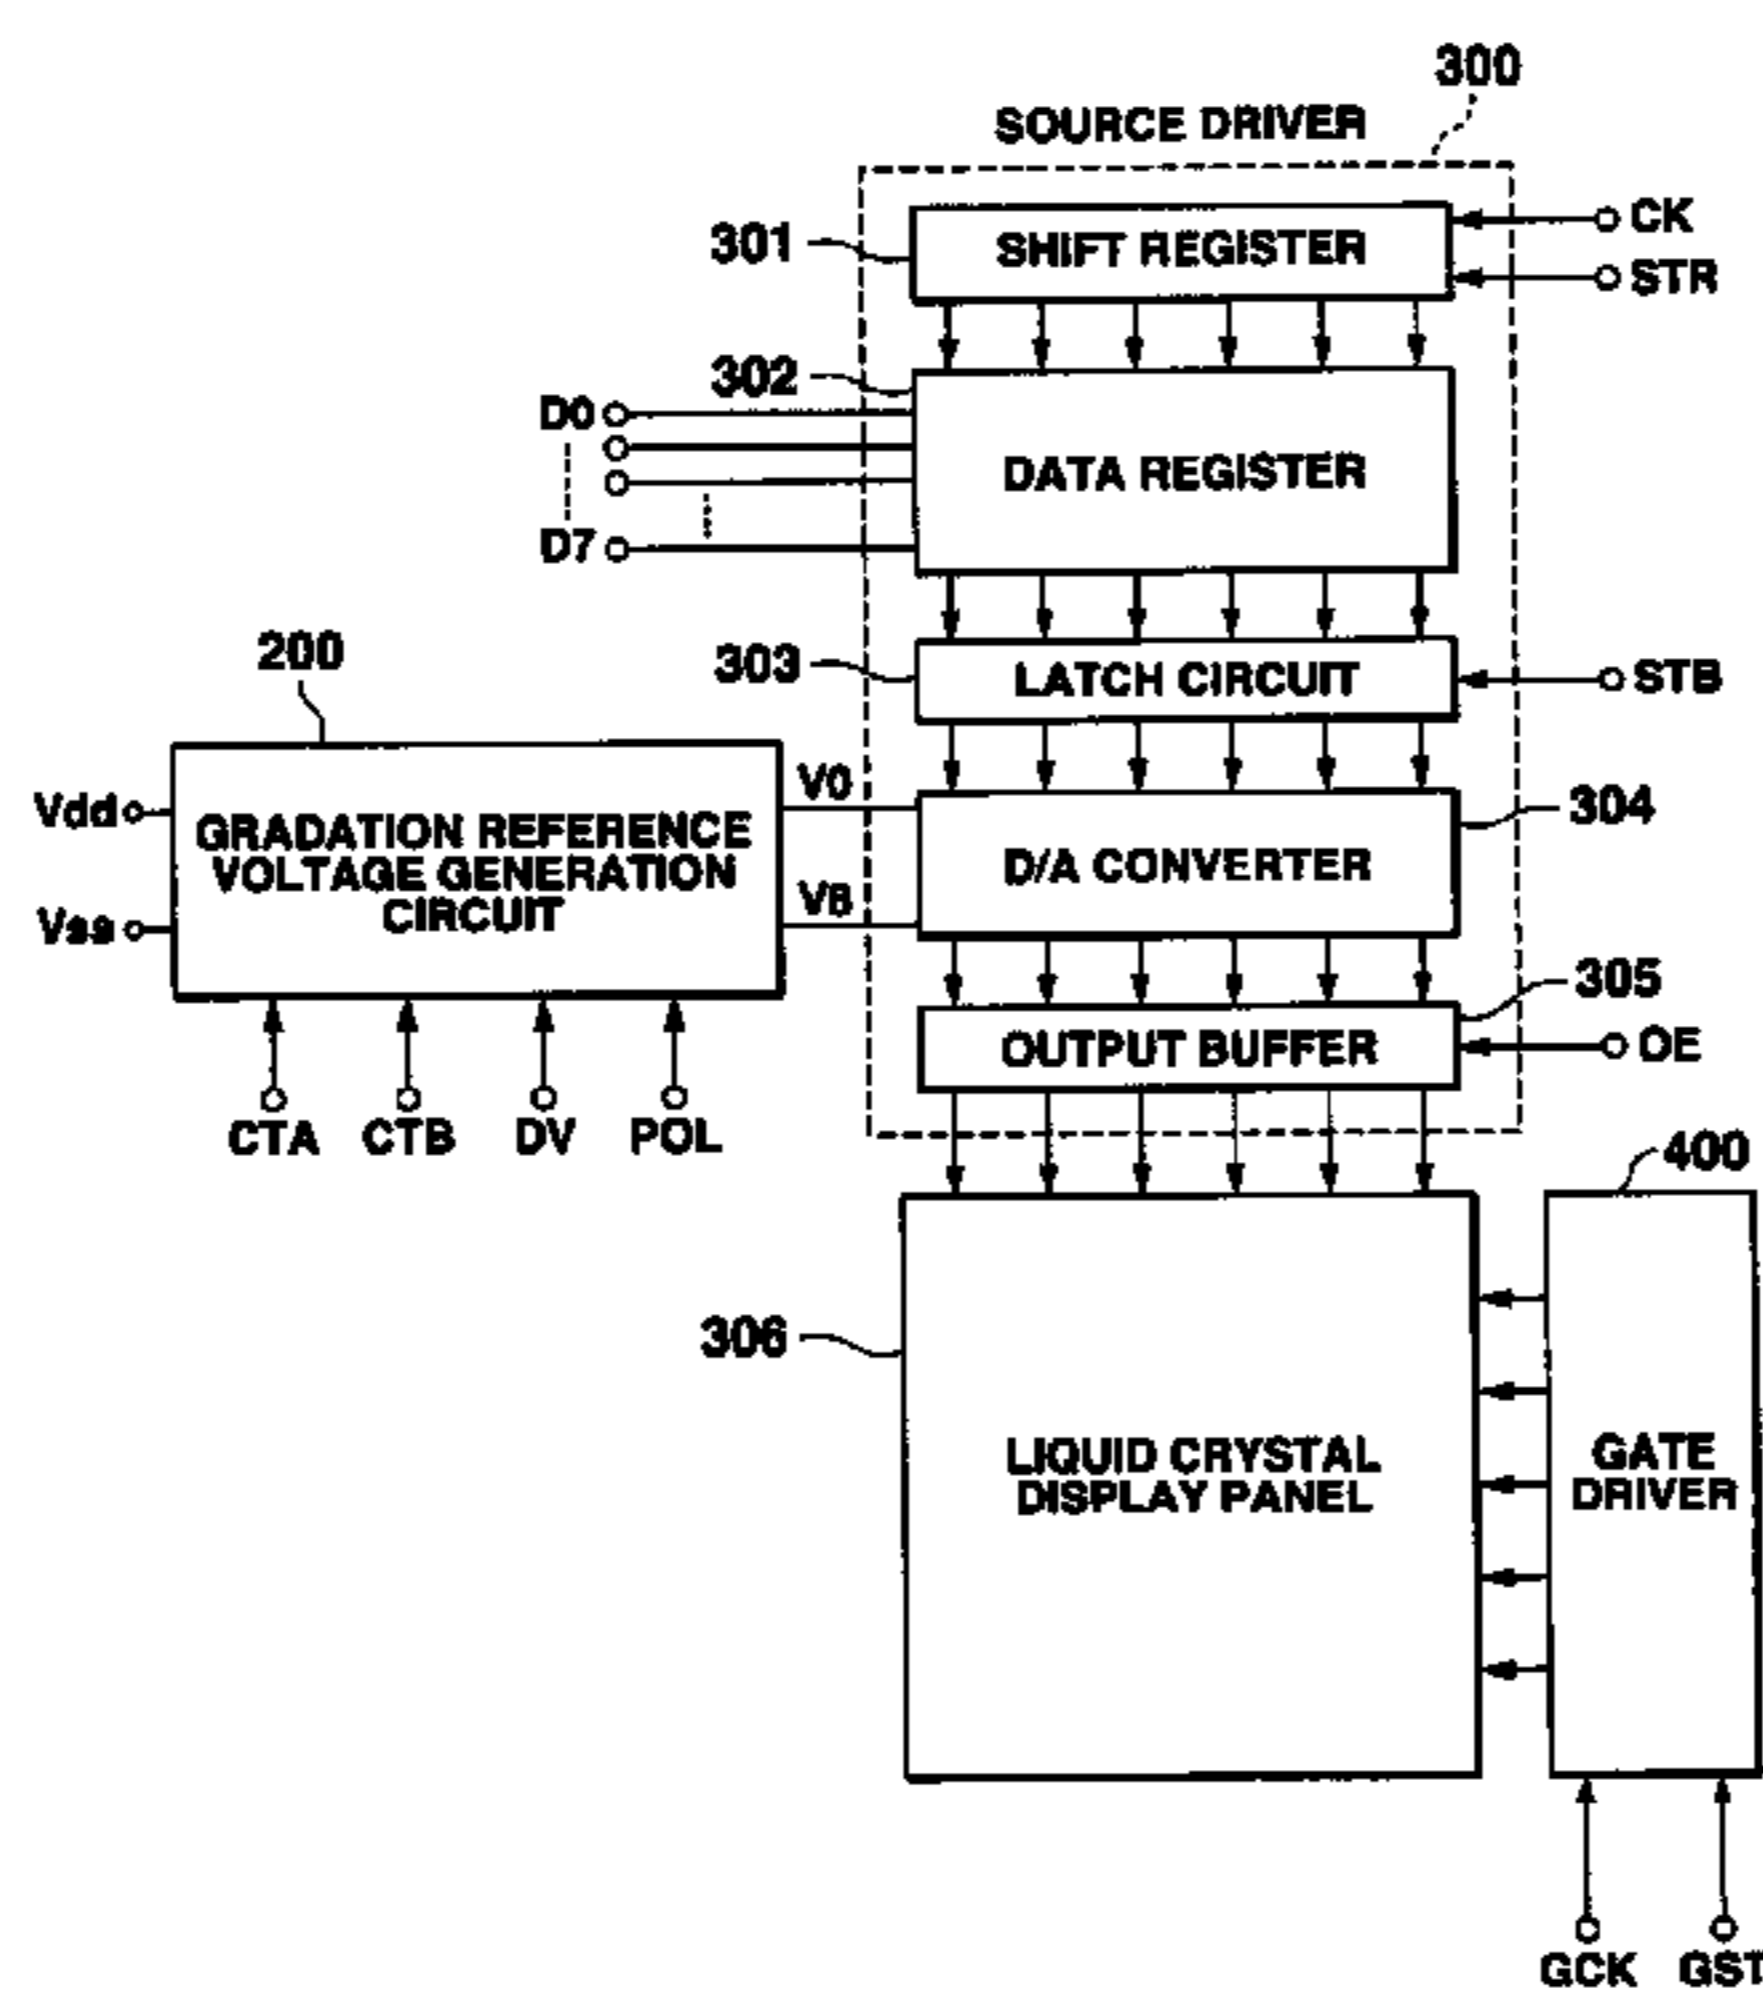 300
SOURCE DRIVER
SHIFT REGISTER
CK
301
STR
302
D0
DATA REGISTER
D7
200
303
LATCH CIRCUIT
STB
V0
Vdd
304
GRADATION REFERENCE
VOLTAGE GENERATION
CIRCUIT
D/A CONVERTER
V8
Vss
305
OUTPUT BUFFER
OE
CTA CTB DV POL
400
306
LIQUID CRYSTAL
DISPLAY PANEL
GATE
DRIVER
GCK GST